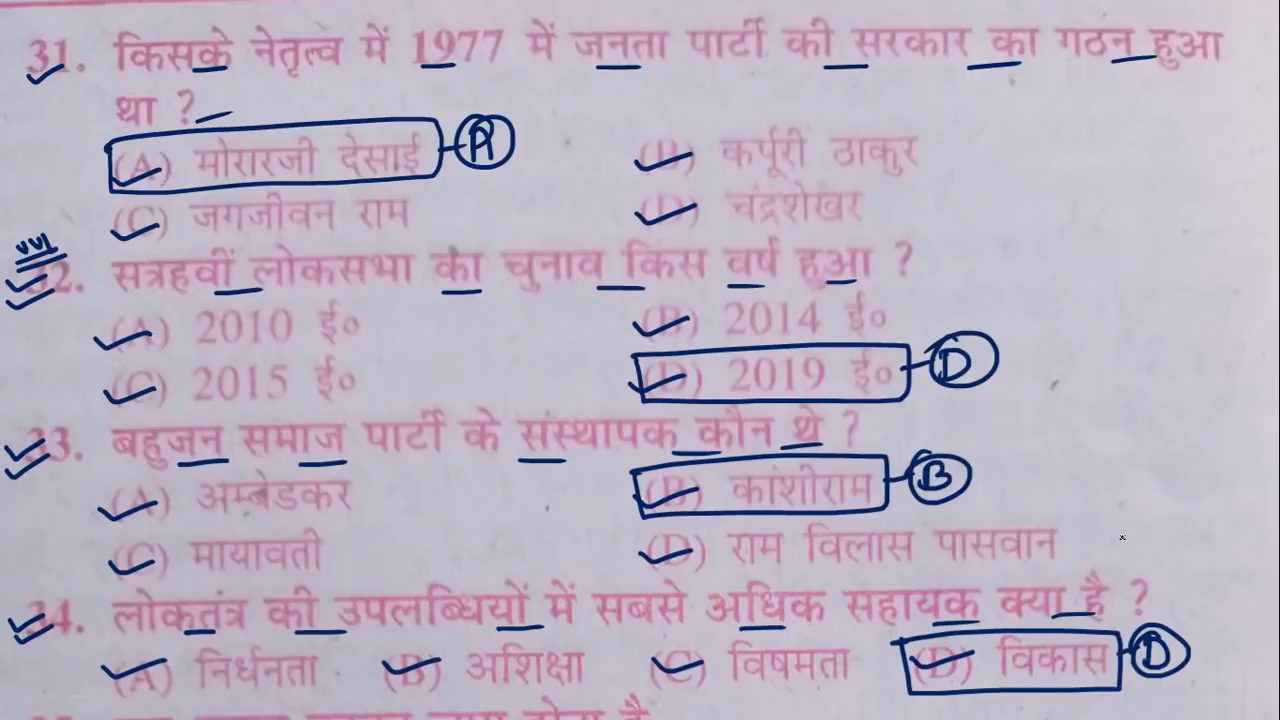 31. किसके नेतृत्व में 1977 में जनता पार्टी की सरकार का गठन हुआ
था ?
(A) मोरारजी देसाई A (B) कर्पूरी ठाकुर
(C) जगजीवन राम (D) चंद्रशेखर
VVI
32. सत्रहवीं लोकसभा का चुनाव किस वर्ष हुआ ?
(A) 2010 ई० (B) 2014 ई०
(C) 2015 ई० (D) 2019 ई० D
33. बहुजन समाज पार्टी के संस्थापक कौन थे ?
(A) अम्बेडकर (B) कांशीराम B
(C) मायावती (D) राम विलास पासवान
34. लोकतंत्र की उपलब्धियों में सबसे अधिक सहायक क्या है ?
(A) निर्धनता (B) अशिक्षा (C) विषमता (D) विकास D